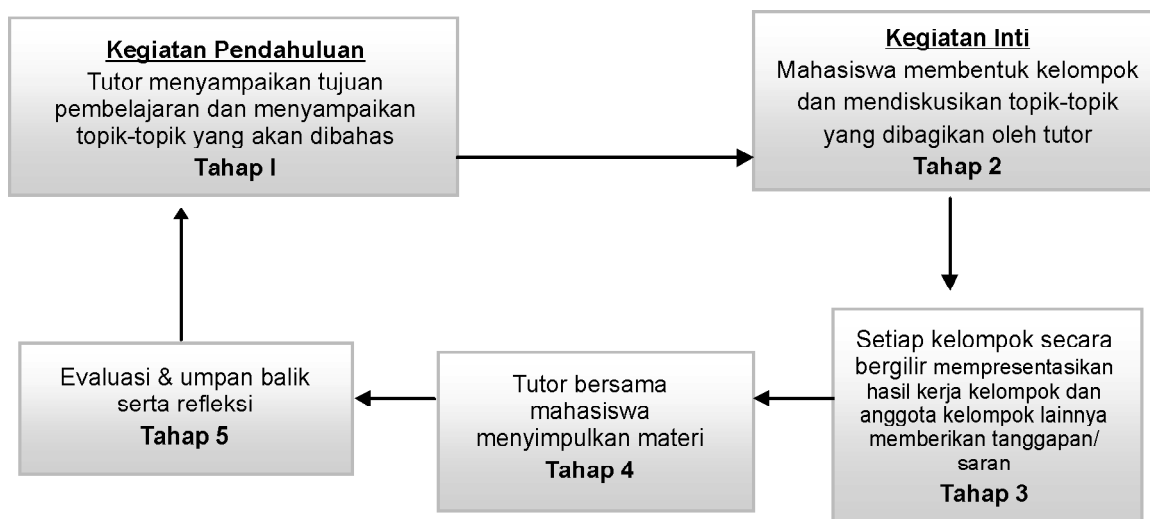 Kegiatan Pendahuluan
Tutor menyampaikan tujuan
pembelajaran dan menyampaikan
topik-topik yang akan dibahas
Tahap I
Kegiatan Inti
Mahasiswa membentuk kelompok
dan mendiskusikan topik-topik
yang dibagikan oleh tutor
Tahap 2
Setiap kelompok secara
bergilir mempresentasikan
hasil kerja kelompok dan
anggota kelompok lainnya
memberikan tanggapan/
saran
Tahap 3
Tutor bersama
mahasiswa
menyimpulkan materi
Tahap 4
Evaluasi & umpan balik
serta refleksi
Tahap 5